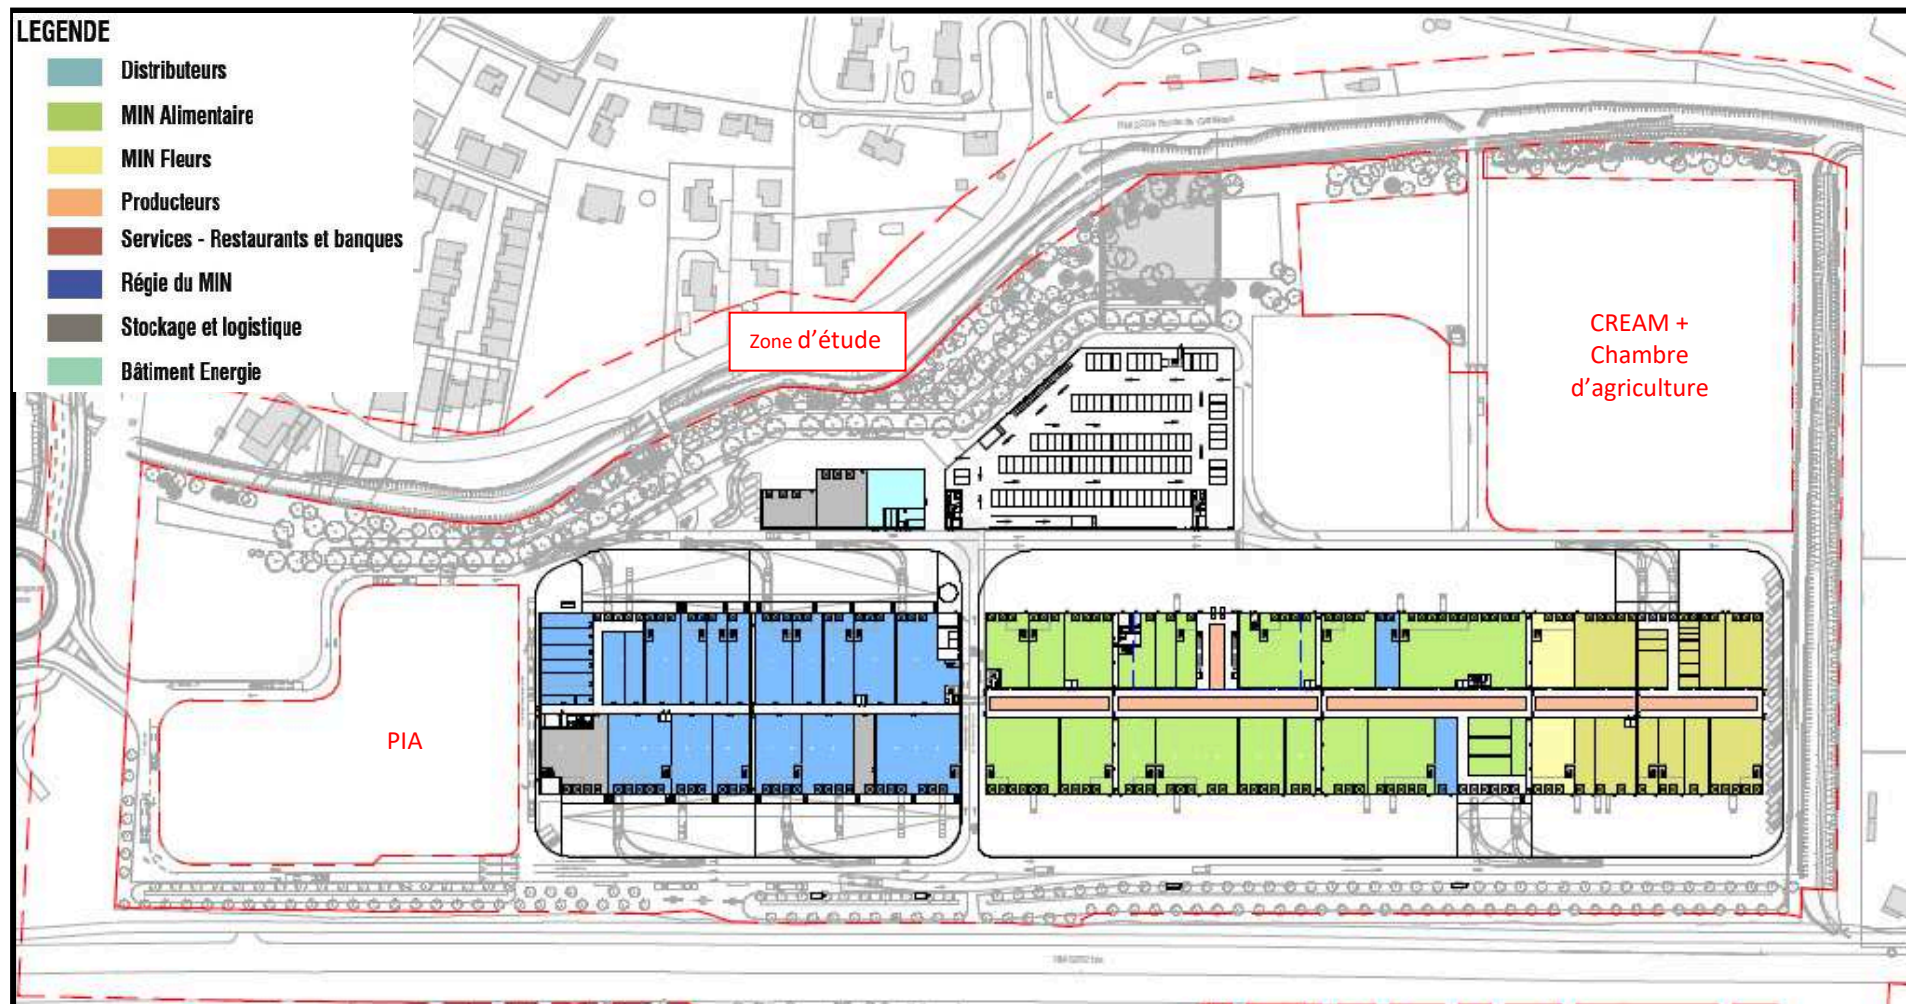 LEGENDE
Distributeurs
MIN Alimentaire
MIN Fleurs
Producteurs
Services - Restaurants et banques
Régie du MIN
Stockage et logistique
Bâtiment Energie
Zone d'étude
CREAM +
Chambre
d'agriculture
PIA